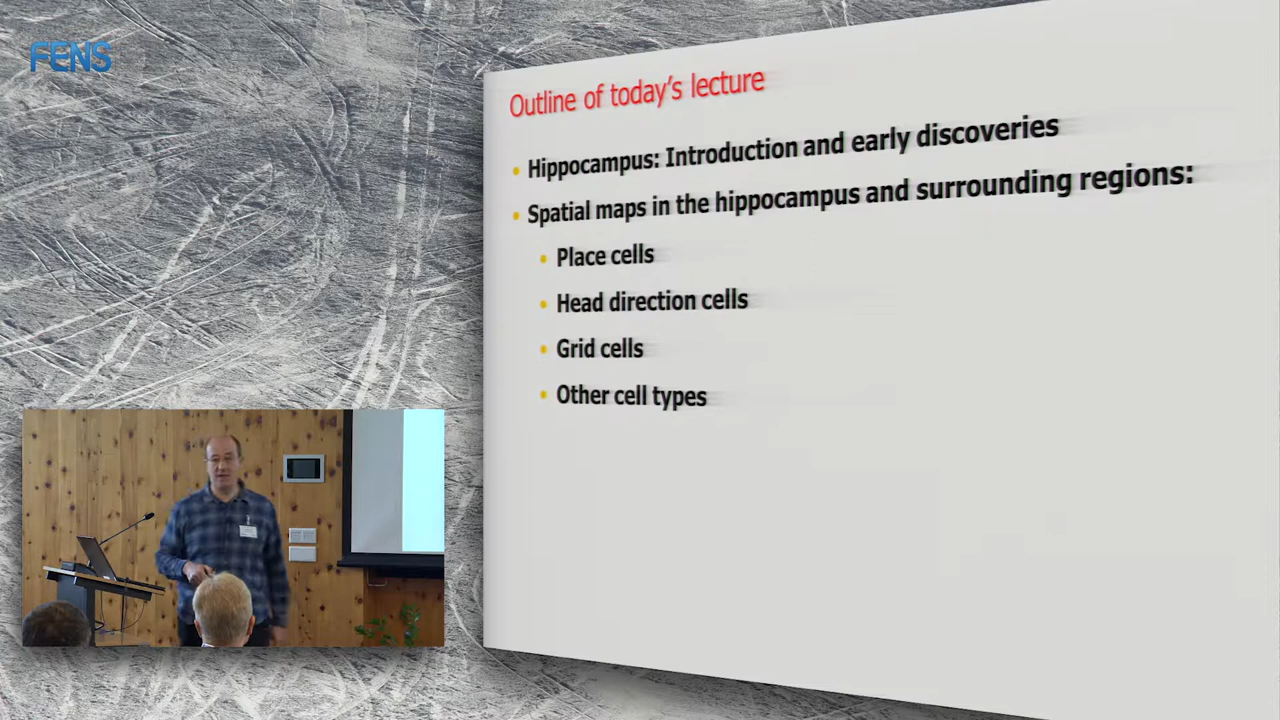 FENS
Outline of today's lecture
• Hippocampus: Introduction and early discoveries
• Spatial maps in the hippocampus and surrounding regions:
• Place cells
• Head direction cells
• Grid cells
• Other cell types